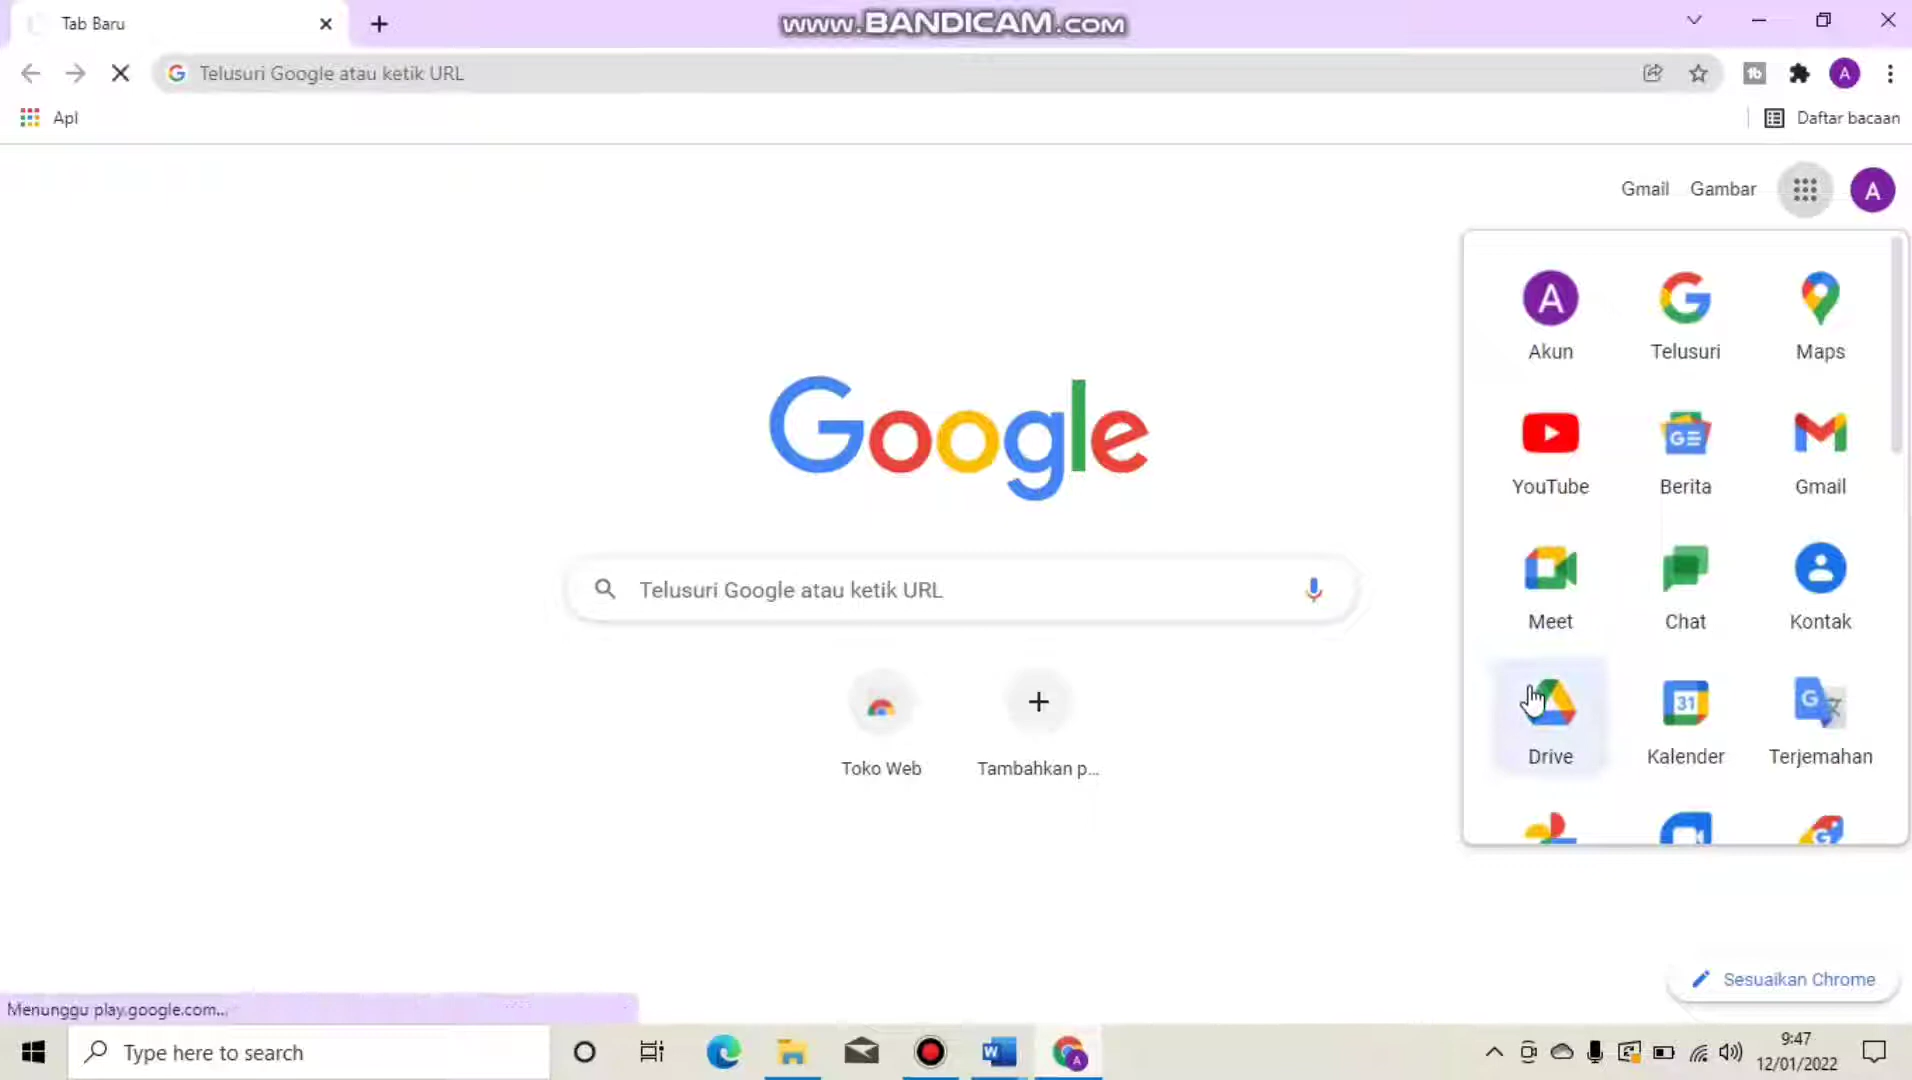 Tab Baru
www.BANDICAM.com
Telusuri Google atau ketik URL
Apl
Daftar bacaan
Gmail Gambar
A
Akun Telusuri Maps
YouTube Berita Gmail
Meet Chat Kontak
Drive Kalender Terjemahan
31
Google
Telusuri Google atau ketik URL
Toko Web Tambahkan p...
Sesuaikan Chrome
Menunggu play.google.com...
Type here to search
9:47
12/01/2022